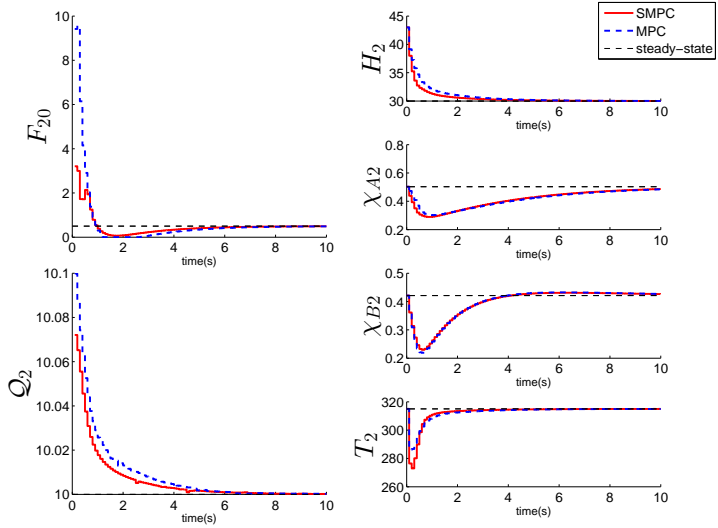 SMPC
MPC
steady-state
F20
10
8
6
4
2
0
0 2 4 6 8 10
time(s)
Q2
10.1
10.08
10.06
10.04
10.02
10
0 2 4 6 8 10
time(s)
H2
45
40
35
30
0 2 4 6 8 10
time(s)
χA2
0.8
0.6
0.4
0.2
0 2 4 6 8 10
time(s)
χB2
0.5
0.4
0.3
0.2
0 2 4 6 8 10
time(s)
T2
320
300
280
260
0 2 4 6 8 10
time(s)